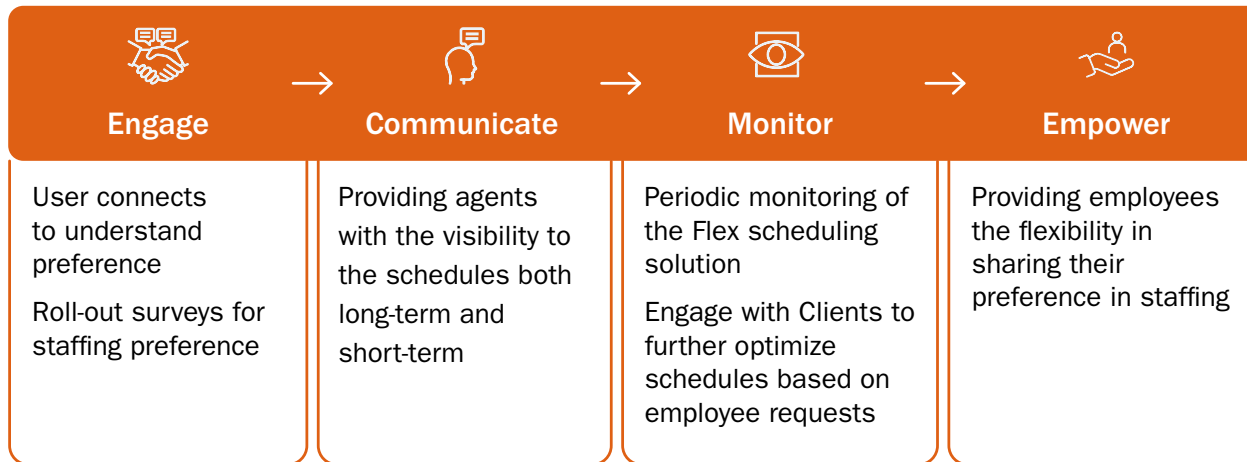 Engage
User connects
to understand
preference
Roll-out surveys for
staffing preference
Communicate
Providing agents
with the visibility to
the schedules both
long-term and
short-term
Monitor
Periodic monitoring of
the Flex scheduling
solution
Engage with Clients to
further optimize
schedules based on
employee requests
Empower
Providing employees
the flexibility in
sharing their
preference in staffing